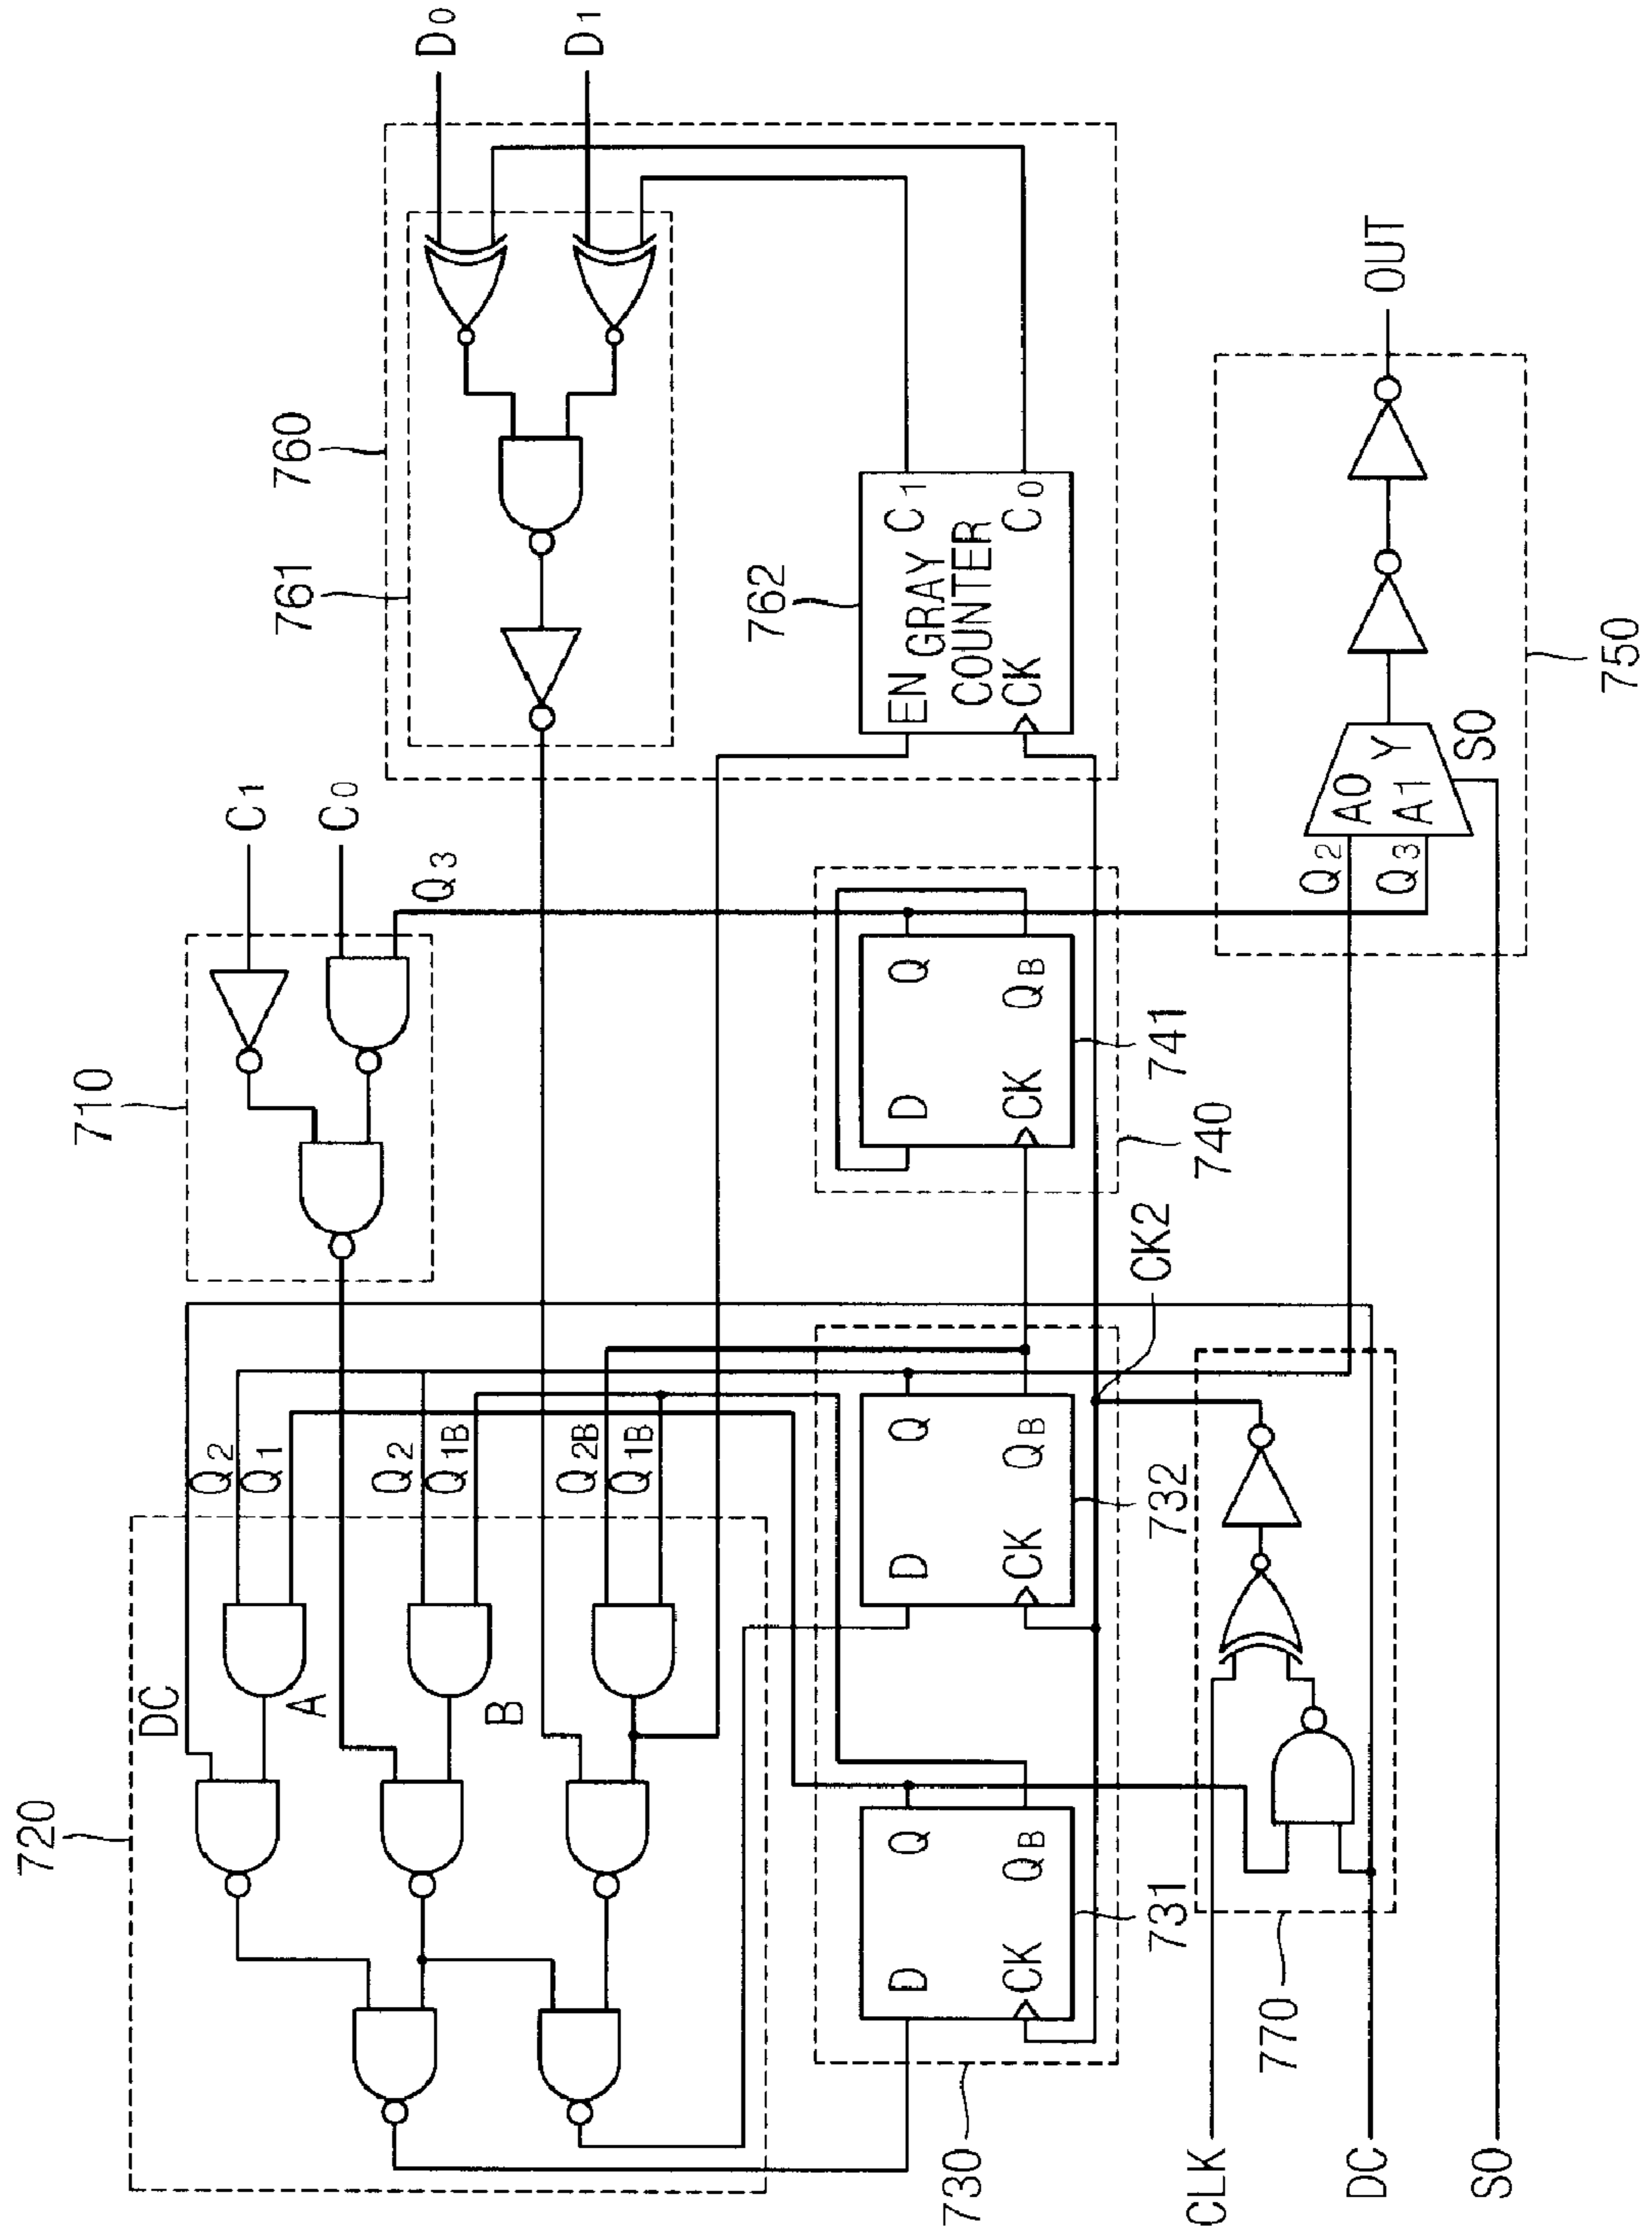 720
DC
A
B
Q2
Q1
Q2
Q1B
Q2B
Q1B
710
C1
C0
Q3
760
761
D0
D1
730
D
Q
CK
QB
731
D
Q
CK
QB
732
CK2
740
D
Q
CK
QB
741
762
EN
C1
GRAY
COUNTER
CK
C0
CLK
DC
S0
770
Q2
Q3
A0
A1
Y
S0
750
OUT